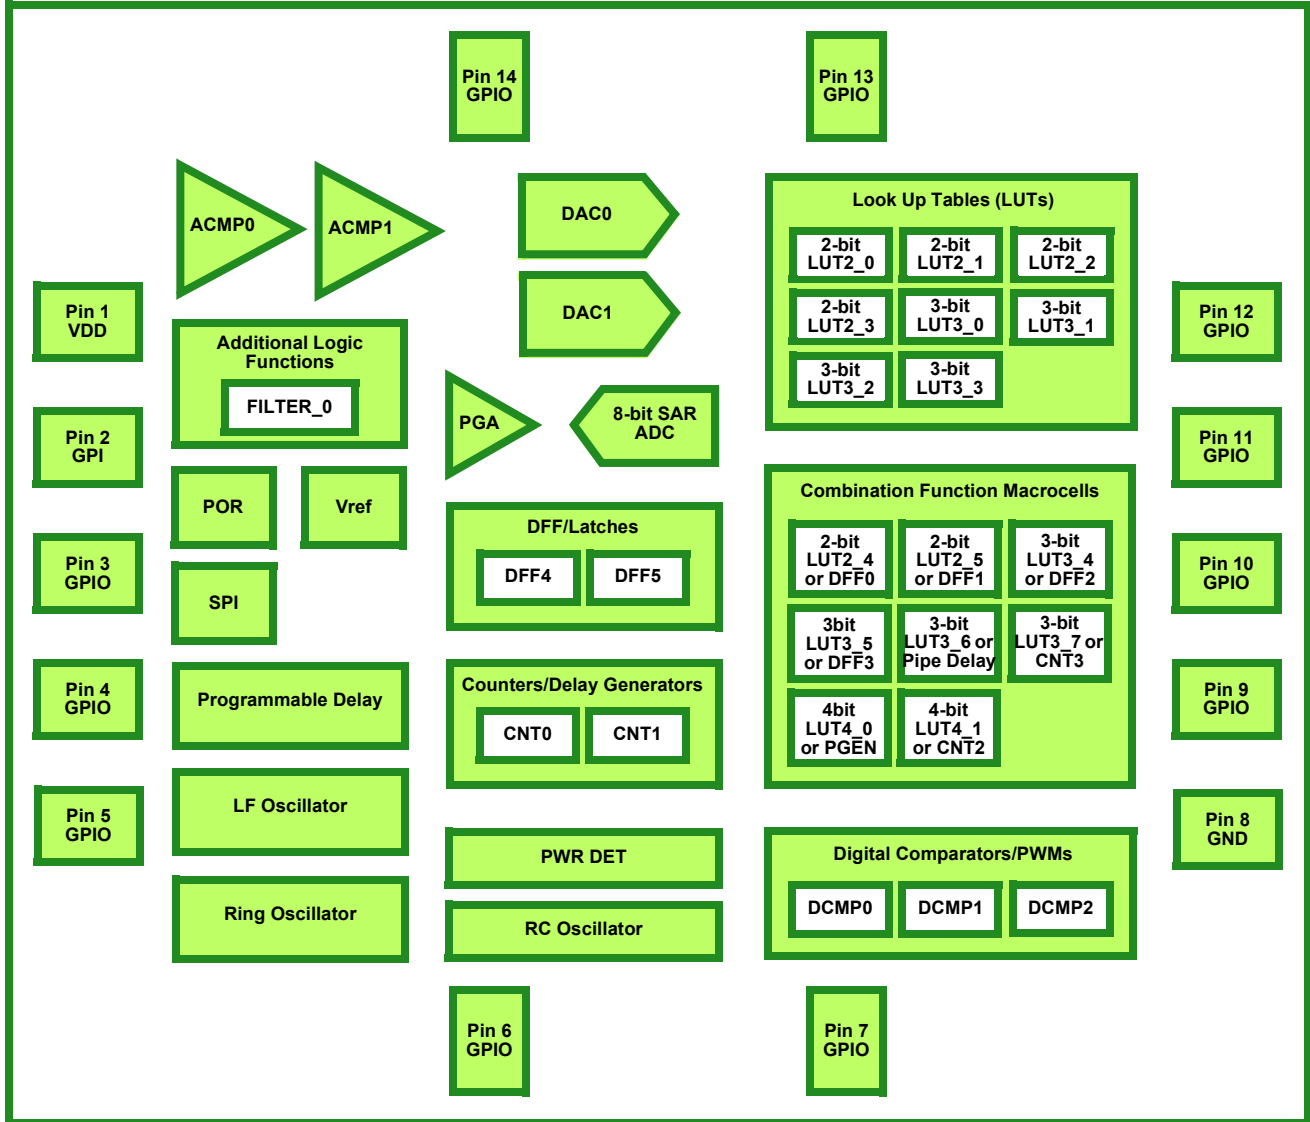 Pin 14
GPIO
Pin 13
GPIO
ACMP0
ACMP1
DAC0
DAC1
Look Up Tables (LUTs)
2-bit
LUT2_0
2-bit
LUT2_1
2-bit
LUT2_2
2-bit
LUT2_3
3-bit
LUT3_0
3-bit
LUT3_1
3-bit
LUT3_2
3-bit
LUT3_3
Pin 1
VDD
Pin 2
GPI
Pin 3
GPIO
Pin 4
GPIO
Pin 5
GPIO
Additional Logic
Functions
FILTER_0
PGA
8-bit SAR
ADC
POR
Vref
SPI
Programmable Delay
LF Oscillator
Ring Oscillator
DFF/Latches
DFF4
DFF5
Counters/Delay Generators
CNT0
CNT1
PWR DET
RC Oscillator
Combination Function Macrocells
2-bit
LUT2_4
or DFF0
2-bit
LUT2_5
or DFF1
3-bit
LUT3_4
or DFF2
3bit
LUT3_5
or DFF3
3-bit
LUT3_6 or
Pipe Delay
3-bit
LUT3_7 or
CNT3
4bit
LUT4_0
or PGEN
4-bit
LUT4_1
or CNT2
Digital Comparators/PWMs
DCMP0
DCMP1
DCMP2
Pin 12
GPIO
Pin 11
GPIO
Pin 10
GPIO
Pin 9
GPIO
Pin 8
GND
Pin 6
GPIO
Pin 7
GPIO